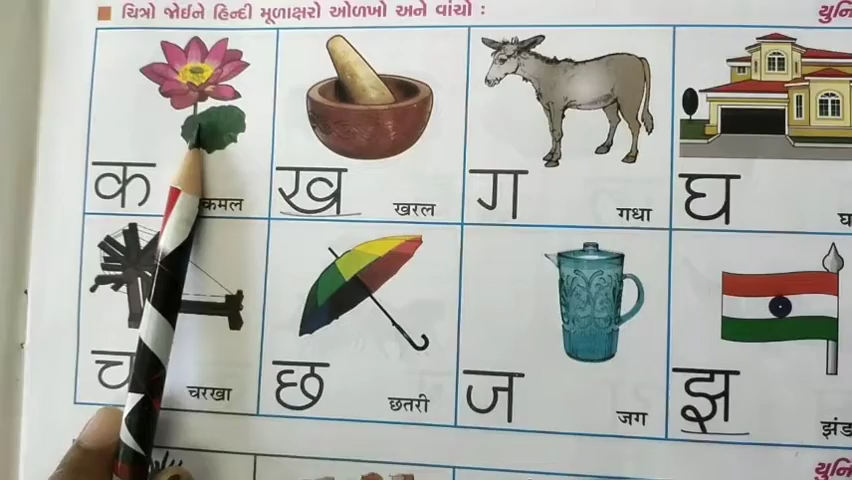 ચિત્રો જોઈને હિન્દી મૂળાક્ષરો ઓળખો અને વાંચો :
क कमल ख खरल ग गधा घ
च चरखा छ छतरी ज जग झ